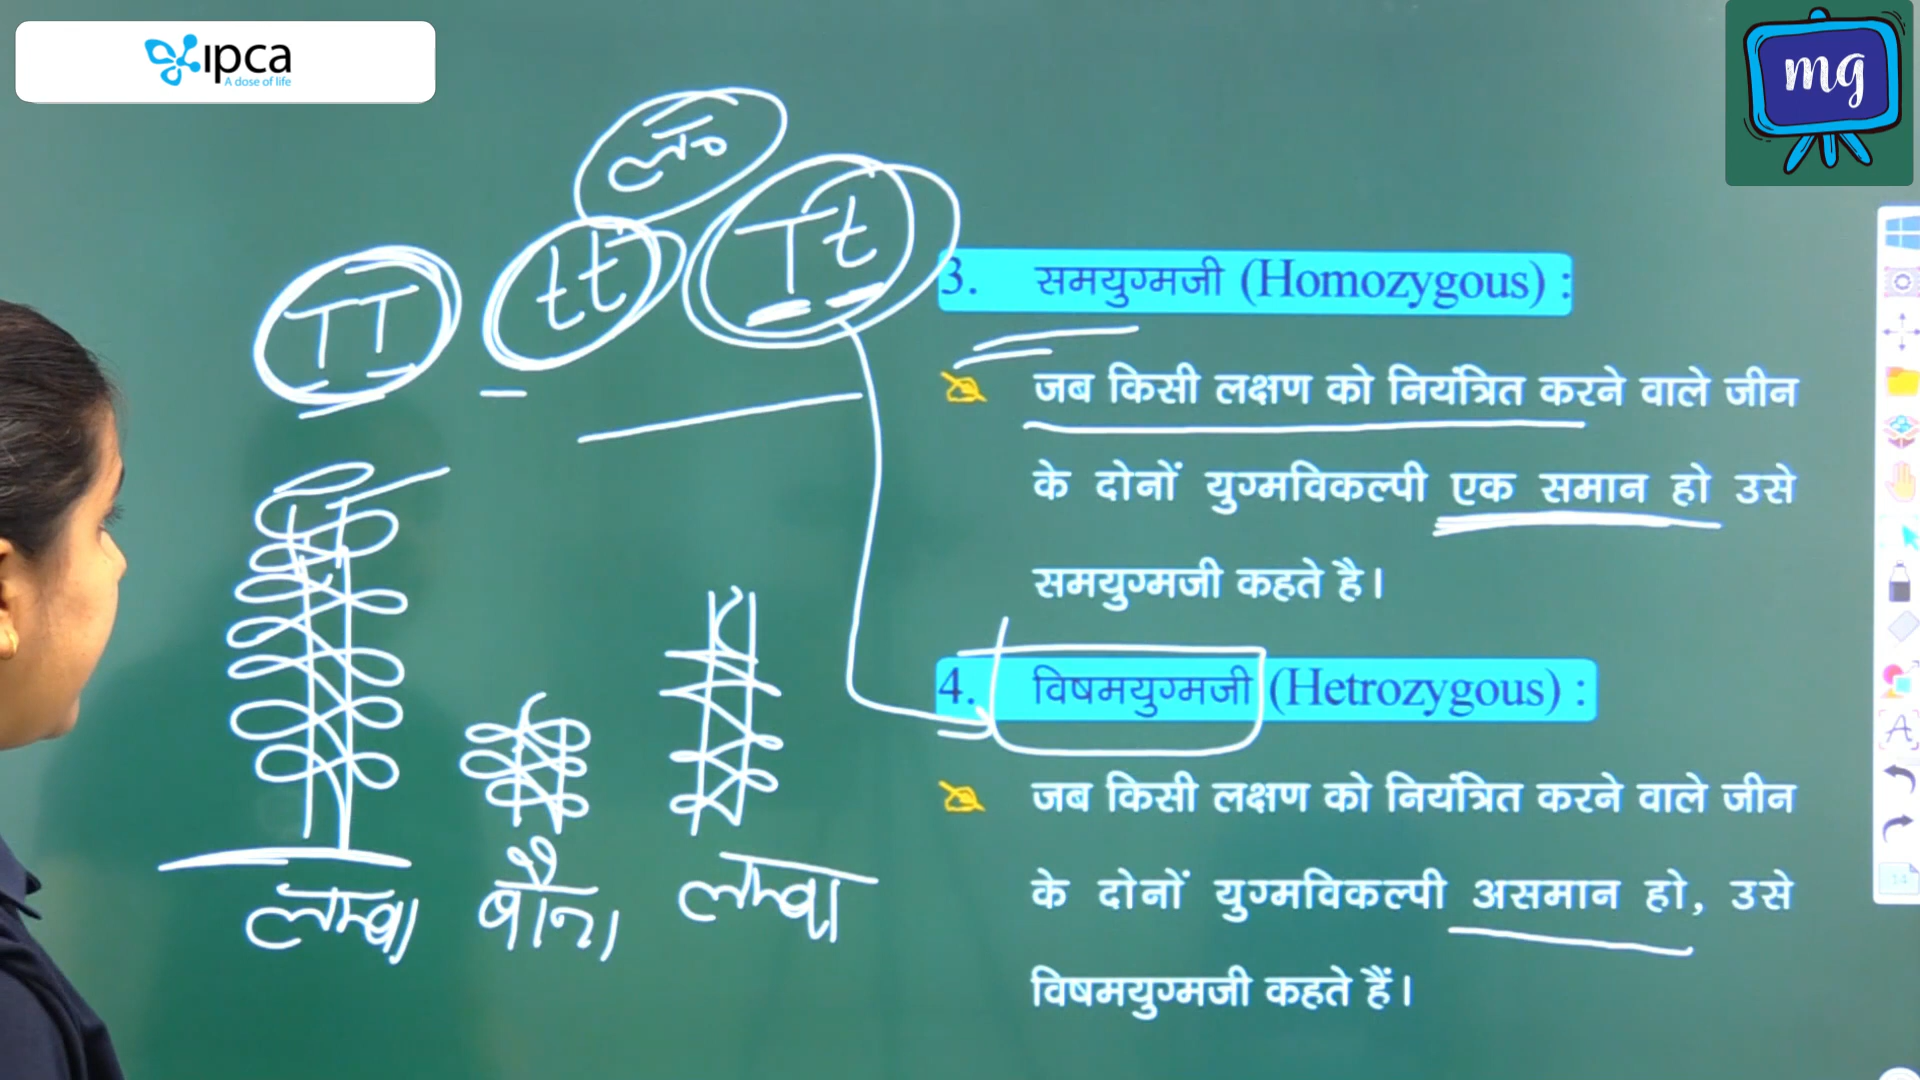 ipca
A dose of life
mg
लम्
TT
tt
Tt
3. समयुग्मजी (Homozygous) :
जब किसी लक्षण को नियंत्रित करने वाले जीन
के दोनों युग्मविकल्पी एक समान हो उसे
समयुग्मजी कहते है।
4. विषमयुग्मजी (Hetrozygous) :
जब किसी लक्षण को नियंत्रित करने वाले जीन
के दोनों युग्मविकल्पी असमान हो, उसे
विषमयुग्मजी कहते हैं।
लम्बा बौना लम्बा